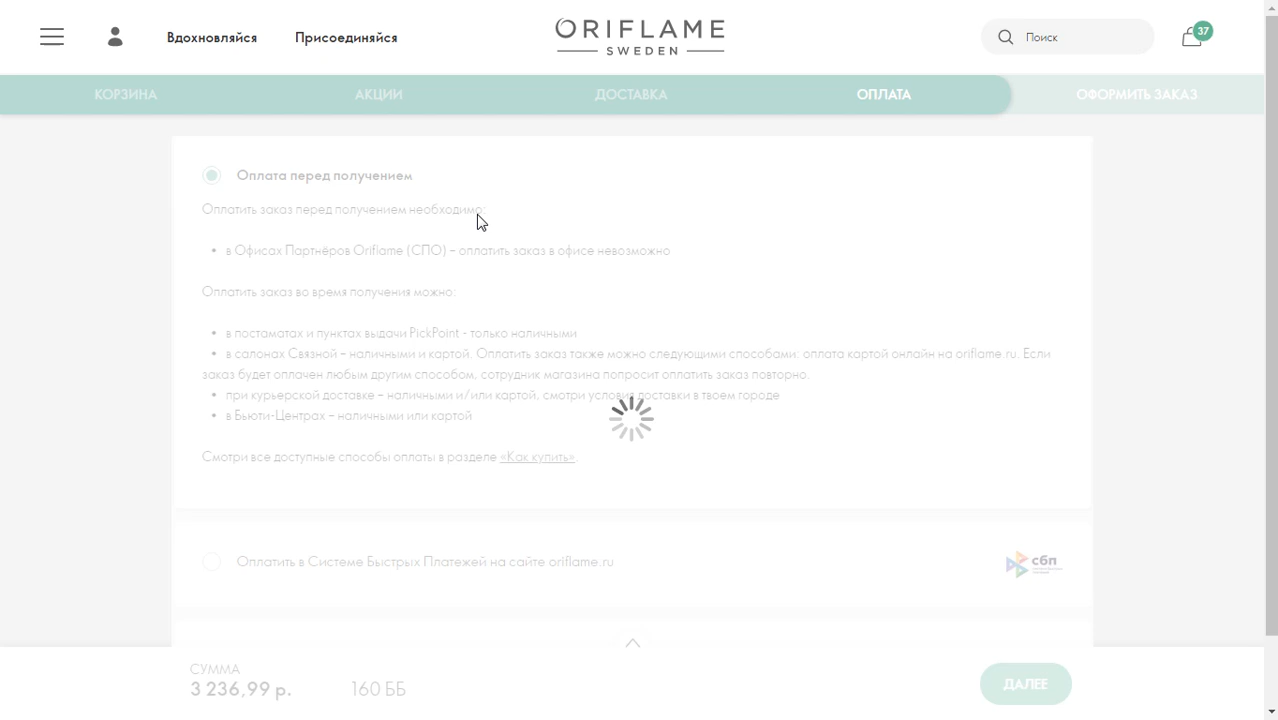 Вдохновляйся
Присоединяйся
ORIFLAME
SWEDEN
Поиск
37
КОРЗИНА
АКЦИИ
ДОСТАВКА
ОПЛАТА
ОФОРМИТЬ ЗАКАЗ
Оплата перед получением
Оплатить заказ перед получением необходимо:
• в Офисах Партнёров Oriflame (СПО) – оплатить заказ в офисе невозможно
Оплатить заказ во время получения можно:
• в постаматах и пунктах выдачи PickPoint - только наличными
• в салонах Связной – наличными и картой. Оплатить заказ также можно следующими способами: оплата картой онлайн на oriflame.ru. Если
заказ будет оплачен любым другим способом, сотрудник магазина попросит оплатить заказ повторно.
• при курьерской доставке – наличными и/или картой, смотри условия доставки в твоем городе
• в Бьюти-Центрах – наличными или картой
Смотри все доступные способы оплаты в разделе «Как купить».
Оплатить в Системе Быстрых Платежей на сайте oriflame.ru
сбп
СУММА
3 236,99 р.
160 ББ
ДАЛЕЕ